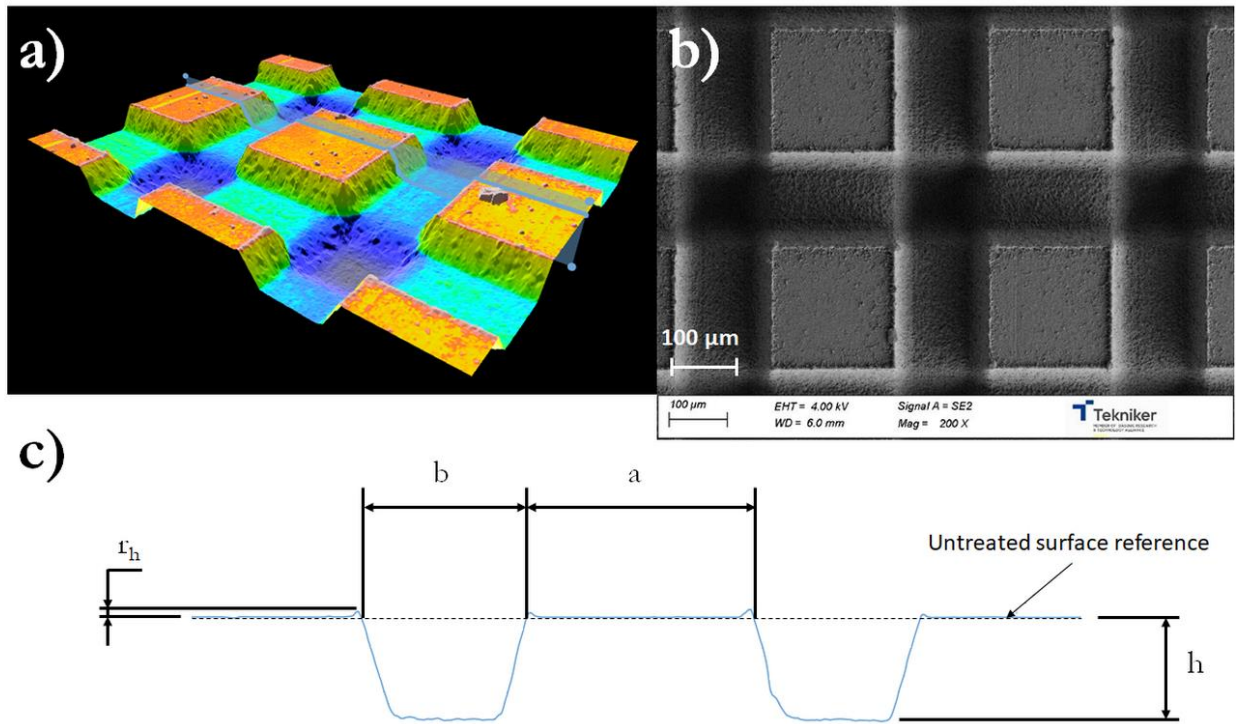 a)
b)
100 µm
100 µm
EHT = 4.00 kV
Signal A = SE2
WD = 6.0 mm
Mag = 200 X
Tekniker
c)
b
a
rh
Untreated surface reference
h